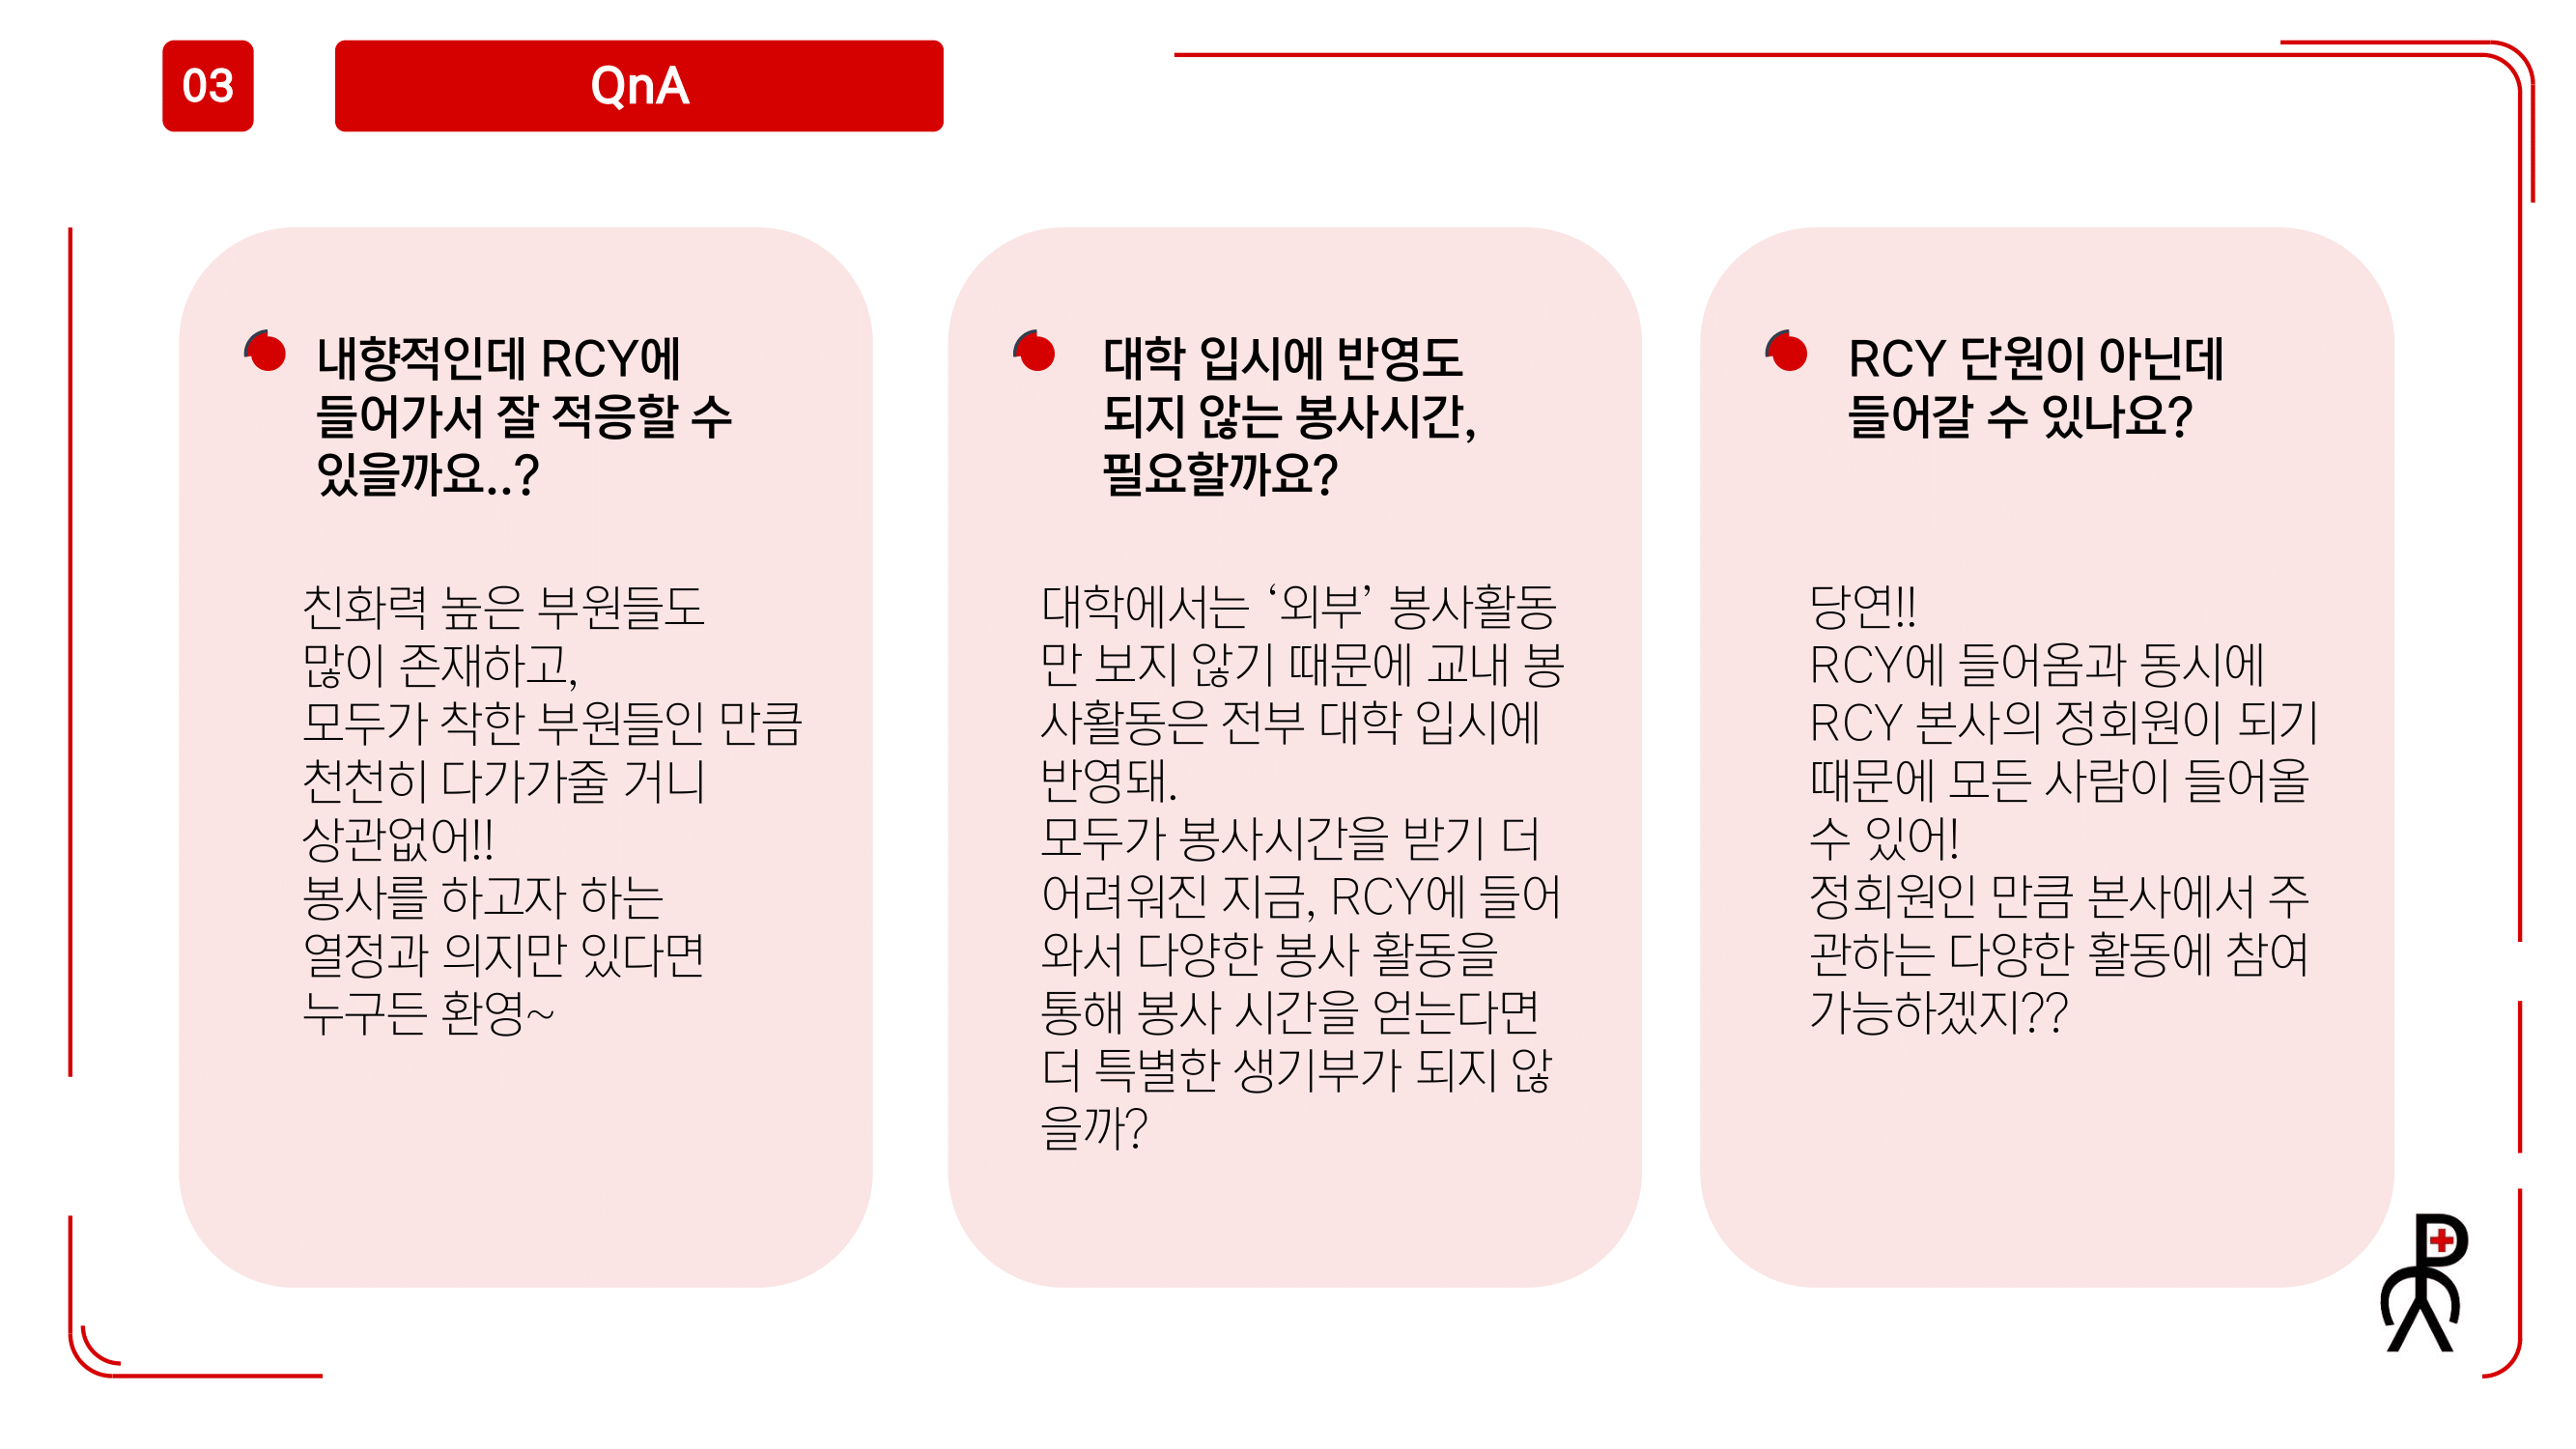 03
QnA
내향적인데 RCY에
들어가서 잘 적응할 수
있을까요..?
친화력 높은 부원들도
많이 존재하고,
모두가 착한 부원들인 만큼
천천히 다가가줄 거니
상관없어!!
봉사를 하고자 하는
열정과 의지만 있다면
누구든 환영~
대학 입시에 반영도
되지 않는 봉사시간,
필요할까요?
대학에서는 ‘외부’ 봉사활동
만 보지 않기 때문에 교내 봉
사활동은 전부 대학 입시에
반영돼.
모두가 봉사시간을 받기 더
어려워진 지금, RCY에 들어
와서 다양한 봉사 활동을
통해 봉사 시간을 얻는다면
더 특별한 생기부가 되지 않
을까?
RCY 단원이 아닌데
들어갈 수 있나요?
당연!!
RCY에 들어옴과 동시에
RCY 본사의 정회원이 되기
때문에 모든 사람이 들어올
수 있어!
정회원인 만큼 본사에서 주
관하는 다양한 활동에 참여
가능하겠지??